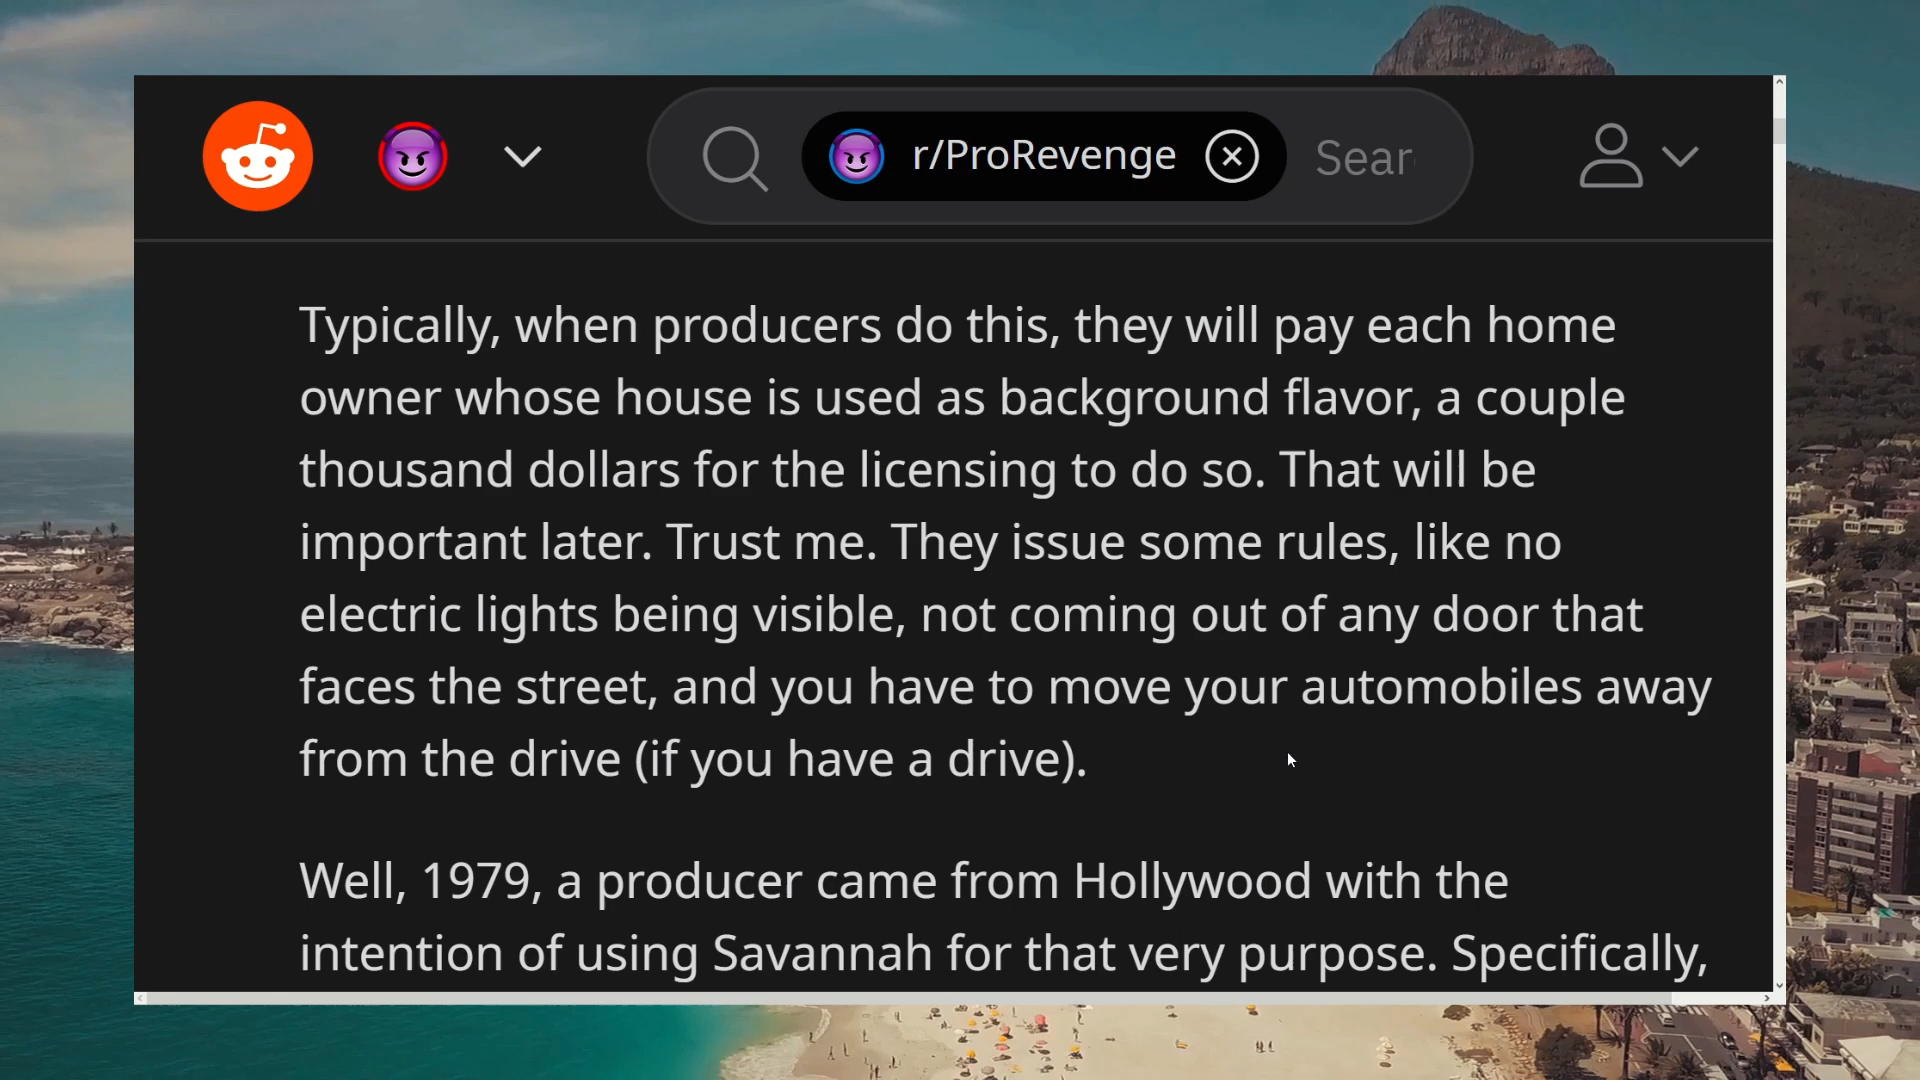 r/ProRevenge
Sear
Typically, when producers do this, they will pay each home
owner whose house is used as background flavor, a couple
thousand dollars for the licensing to do so. That will be
important later. Trust me. They issue some rules, like no
electric lights being visible, not coming out of any door that
faces the street, and you have to move your automobiles away
from the drive (if you have a drive).
Well, 1979, a producer came from Hollywood with the
intention of using Savannah for that very purpose. Specifically,